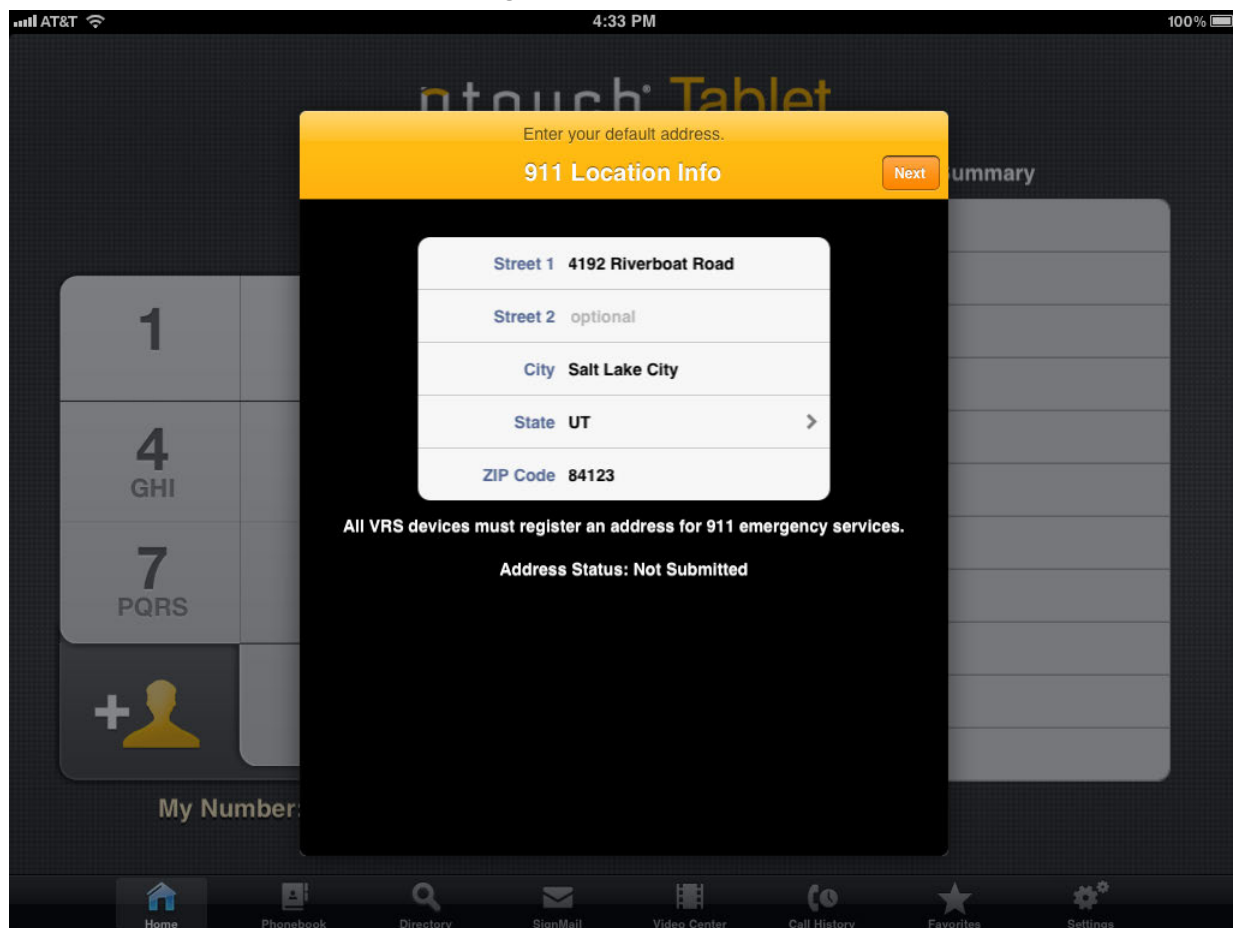 AT&T 4:33 PM 100%
ntouch® Tablet
Enter your default address.
911 Location Info
Next
ummary
Street 1 4192 Riverboat Road
Street 2 optional
City Salt Lake City
State UT
ZIP Code 84123
All VRS devices must register an address for 911 emergency services.
Address Status: Not Submitted
1
4
GHI
7
PQRS
+
My Number:
Home Phonebook Directory SignMail Video Center Call History Favorites Settings